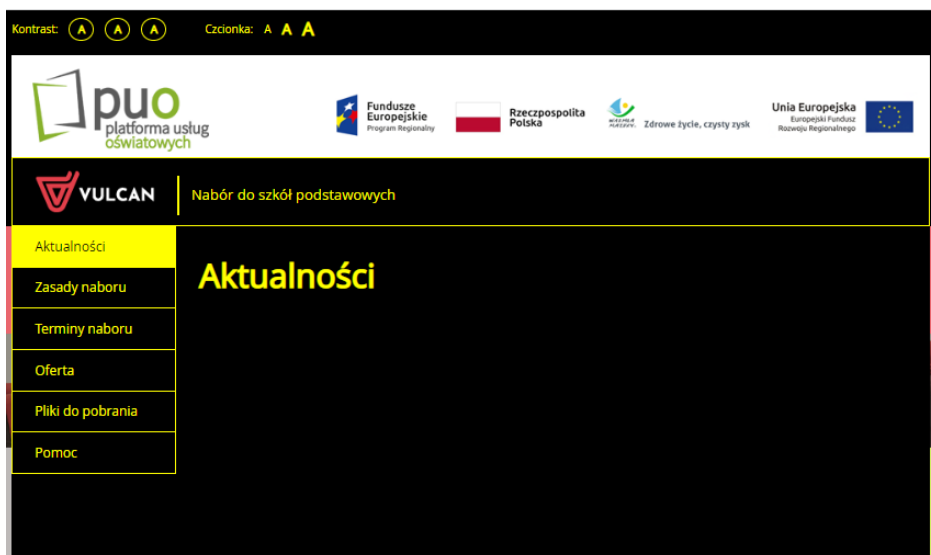 Kontrast: A A A Czcionka: A A A
puo
platforma usług
oświatowych
Fundusze
Europejskie
Program Regionalny
Rzeczpospolita
Polska
Zdrowe życie, czysty zysk
Unia Europejska
Europejski Fundusz
Rozwoju Regionalnego
VULCAN
Nabór do szkół podstawowych
Aktualności
Aktualności
Zasady naboru
Terminy naboru
Oferta
Pliki do pobrania
Pomoc